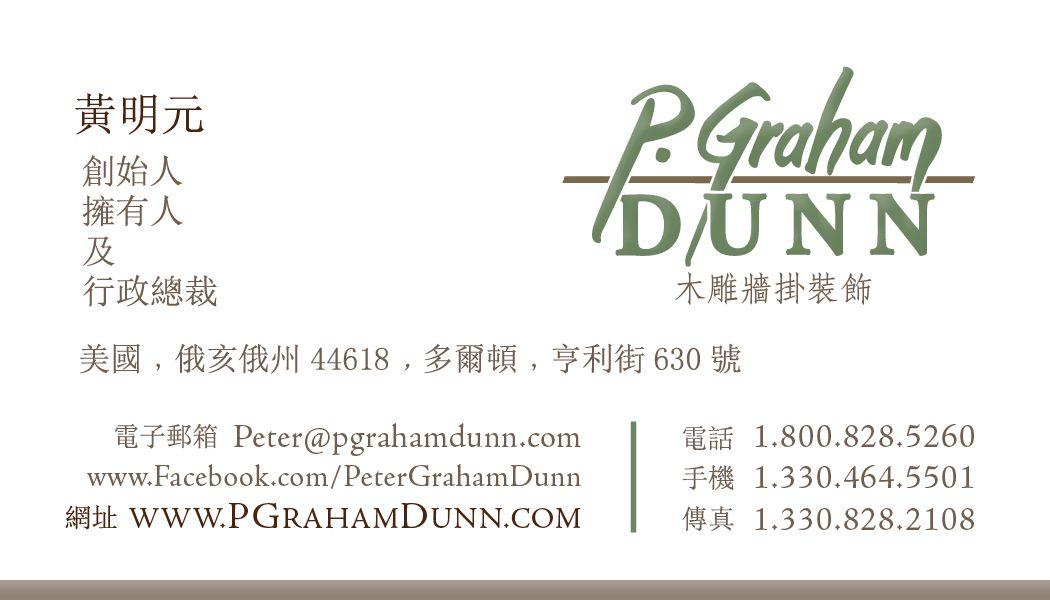 黃明元
創始人
擁有人
及
行政總裁
P. Graham
DUNN
木雕牆掛裝飾
美國，俄亥俄州 44618，多爾頓，亨利街 630 號
電子郵箱 Peter@pgrahamdunn.com
www.Facebook.com/PeterGrahamDunn
網址 www.PGrahamDunn.com
電話 1.800.828.5260
手機 1.330.464.5501
傳真 1.330.828.2108